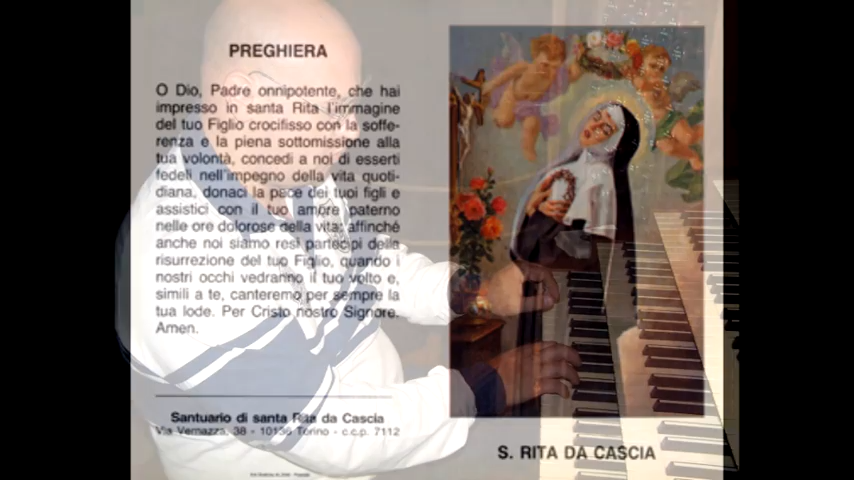 PREGHIERA
O Dio, Padre onnipotente, che hai
impresso in santa Rita l'immagine
del tuo Figlio crocifisso con la soffe-
renza e la piena sottomissione alla
tua volontà, concedi a noi di esserti
fedeli nell'impegno della vita quoti-
diana, donaci la pace dei tuoi figli e
assistici con il tuo amore paterno
nelle ore dolorose della vita: affinché
anche noi siamo resi partecipi della
risurrezione del tuo Figlio, quando i
nostri occhi vedranno il tuo volto e,
simili a te, canteremo per sempre la
tua lode. Per Cristo nostro Signore.
Amen.
Santuario di santa Rita da Cascia
Via Vernazza, 38 - 10136 Torino - c.c.p. 7112
S. RITA DA CASCIA